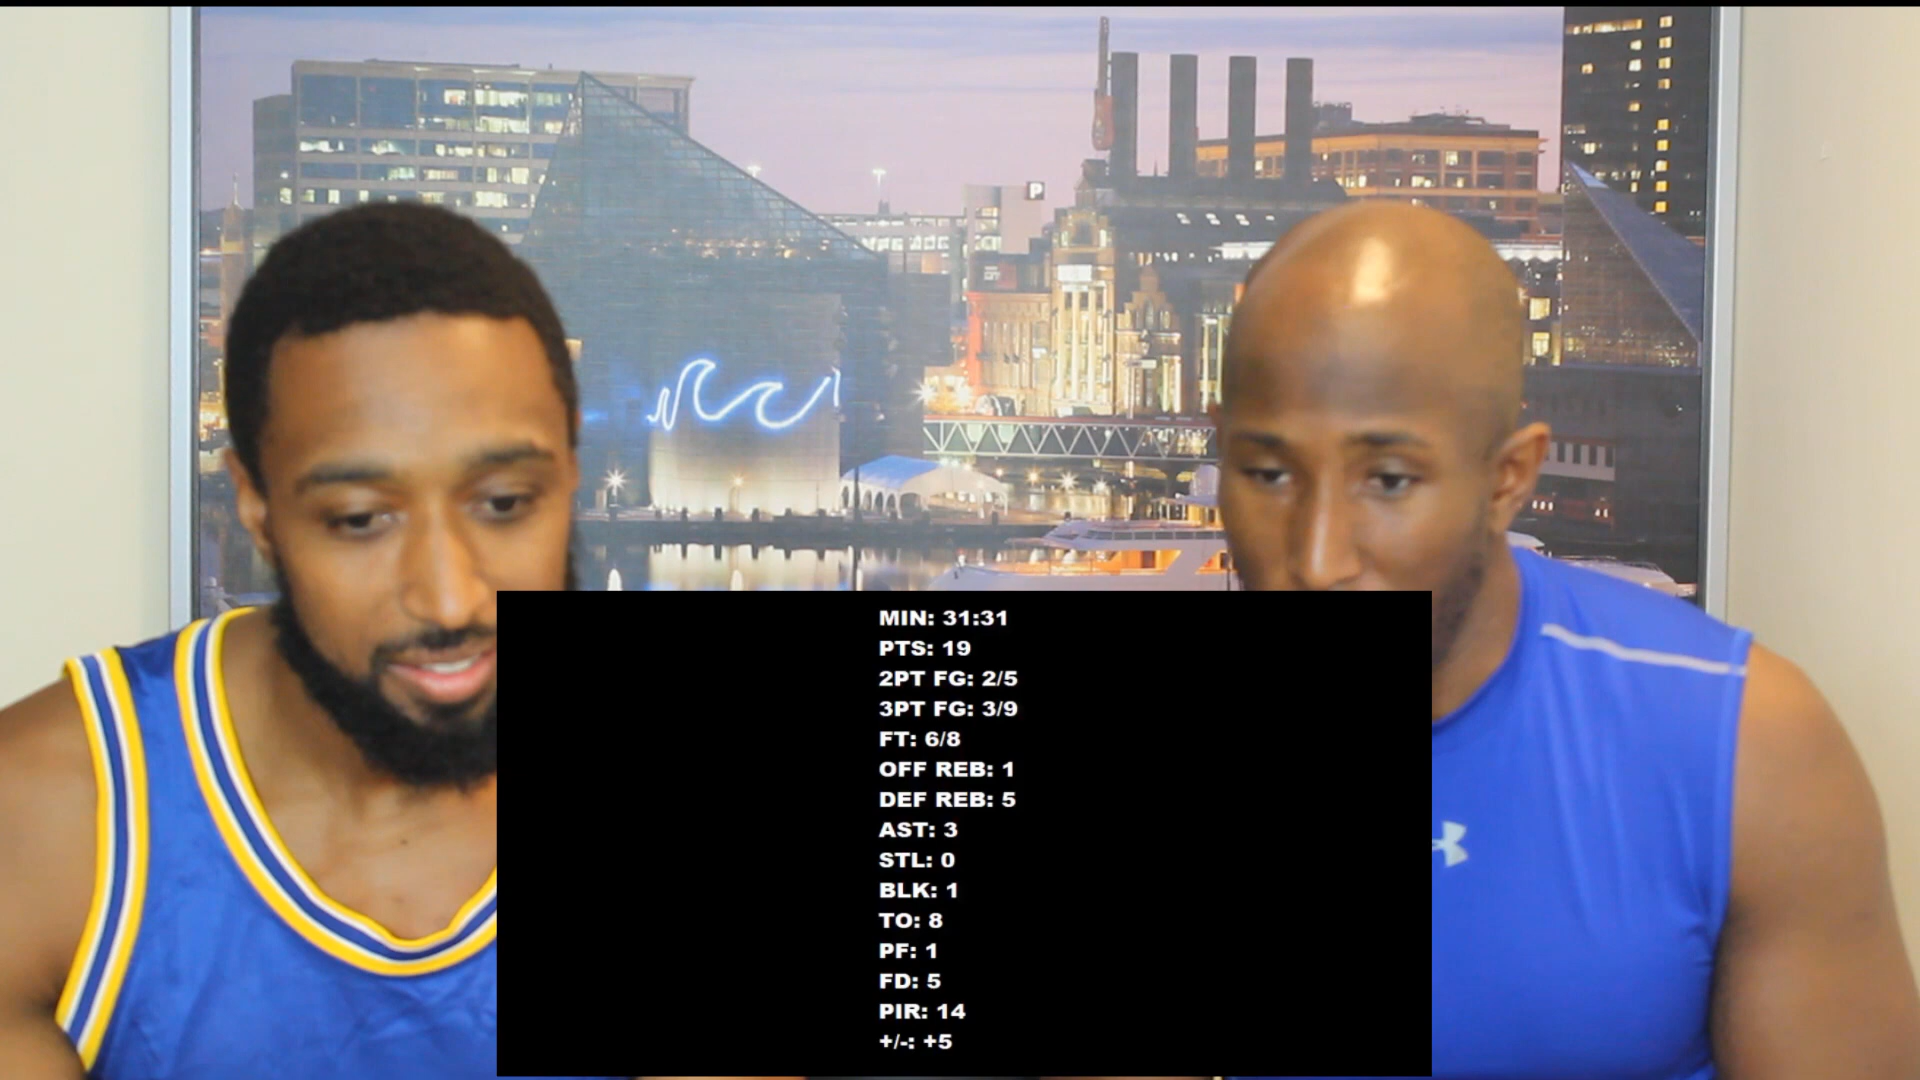 P
MIN: 31:31
PTS: 19
2PT FG: 2/5
3PT FG: 3/9
FT: 6/8
OFF REB: 1
DEF REB: 5
AST: 3
STL: 0
BLK: 1
TO: 8
PF: 1
FD: 5
PIR: 14
+/-: +5